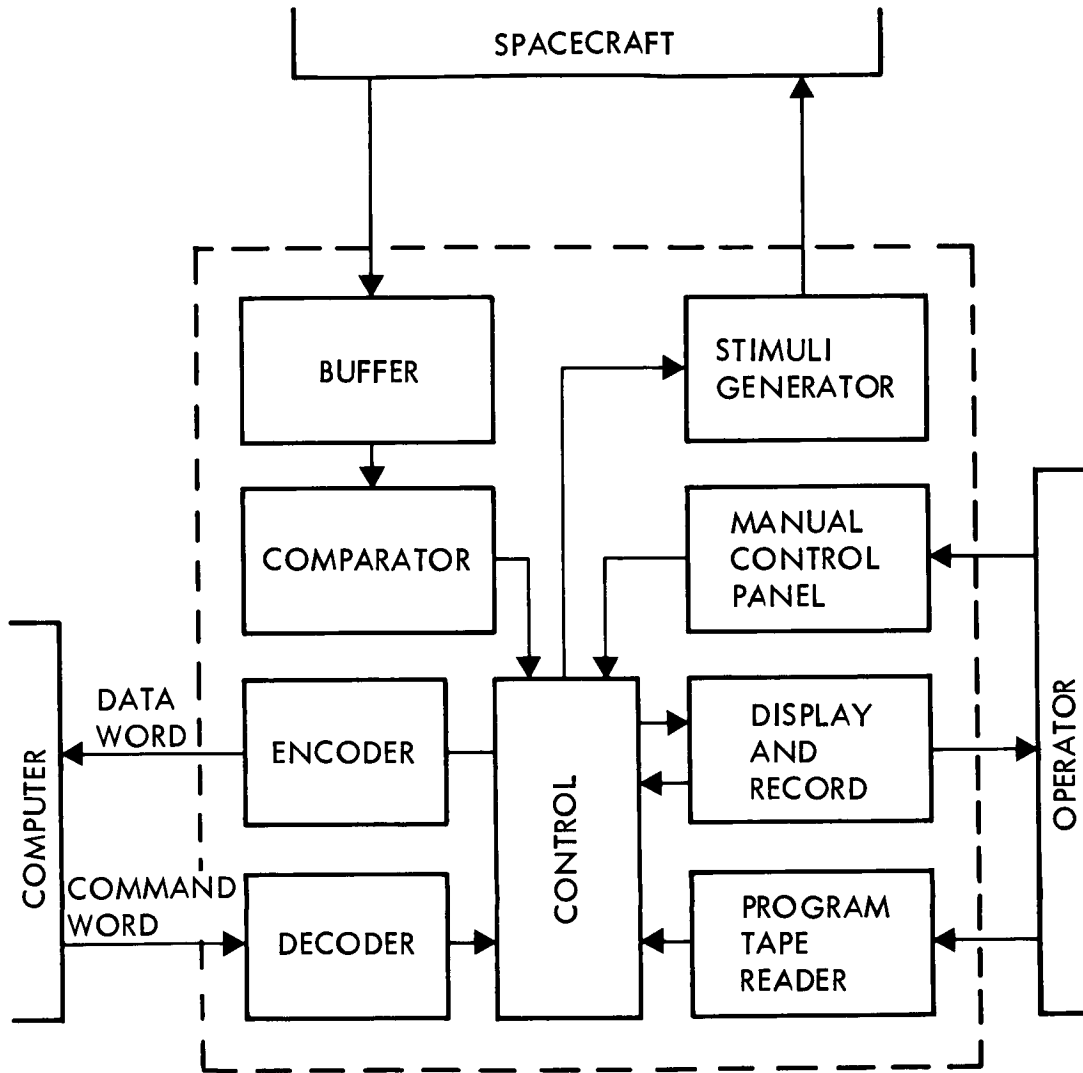 SPACECRAFT
BUFFER
STIMULI
GENERATOR
COMPARATOR
MANUAL
CONTROL
PANEL
DATA
WORD
ENCODER
DISPLAY
AND
RECORD
COMPUTER
CONTROL
OPERATOR
COMMAND
WORD
DECODER
PROGRAM
TAPE
READER